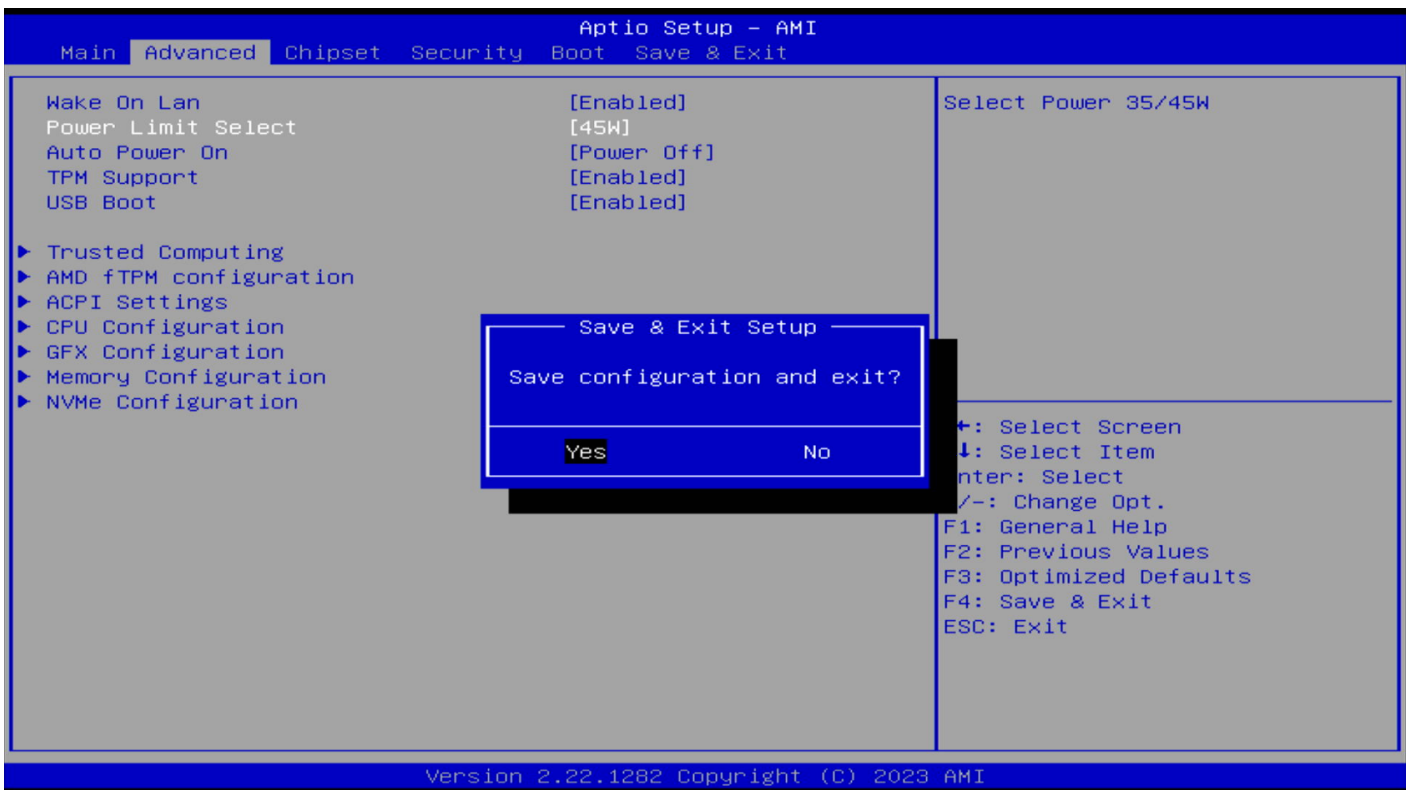 Aptio Setup – AMI
Main Advanced Chipset Security Boot Save & Exit
Wake On Lan [Enabled]
Power Limit Select [45W]
Auto Power On [Power Off]
TPM Support [Enabled]
USB Boot [Enabled]
Trusted Computing
AMD fTPM configuration
ACPI Settings
CPU Configuration
GFX Configuration
Memory Configuration
NVMe Configuration
Select Power 35/45W
Save & Exit Setup
Save configuration and exit?
Yes No
: Select Screen
↓: Select Item
nter: Select
/-: Change Opt.
F1: General Help
F2: Previous Values
F3: Optimized Defaults
F4: Save & Exit
ESC: Exit
Version 2.22.1282 Copyright (C) 2023 AMI